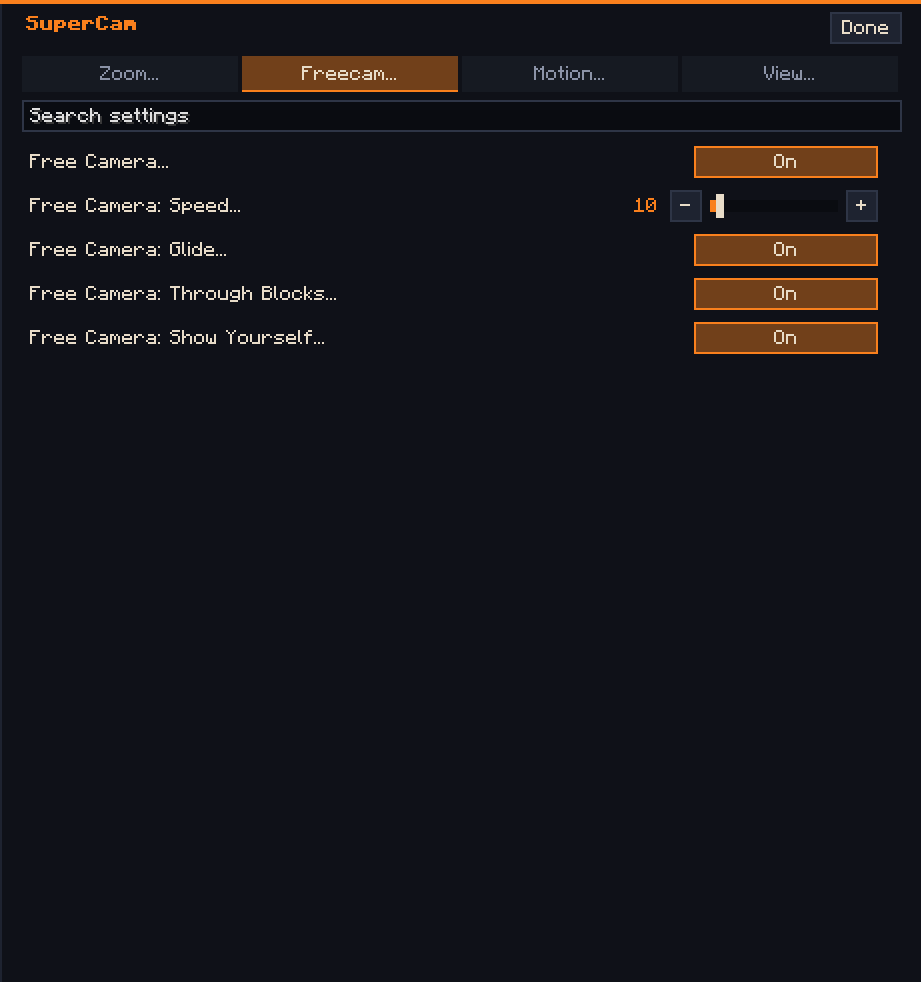 SuperCam
Done
Zoom... Freecam... Motion... View...
Search settings
Free Camera... On
Free Camera: Speed... 10 - +
Free Camera: Glide... On
Free Camera: Through Blocks... On
Free Camera: Show Yourself... On